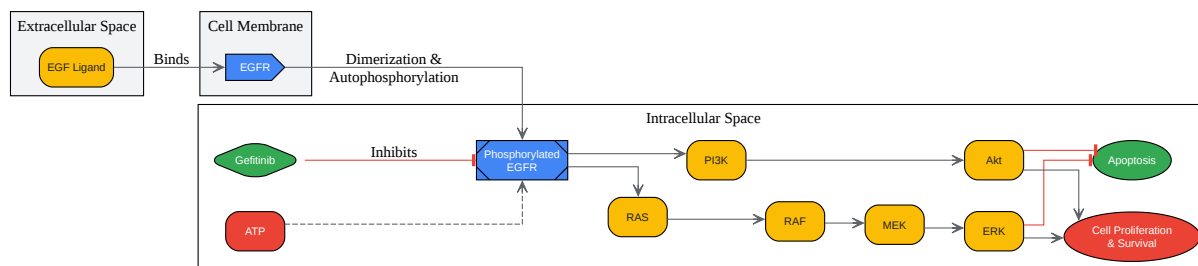 Extracellular Space
Cell Membrane
EGF Ligand
Binds
EGFR
Dimerization &
Autophosphorylation
Intracellular Space
Gefitinib
Inhibits
Phosphorylated
EGFR
PI3K
Akt
Apoptosis
ATP
RAS
RAF
MEK
ERK
Cell Proliferation
& Survival